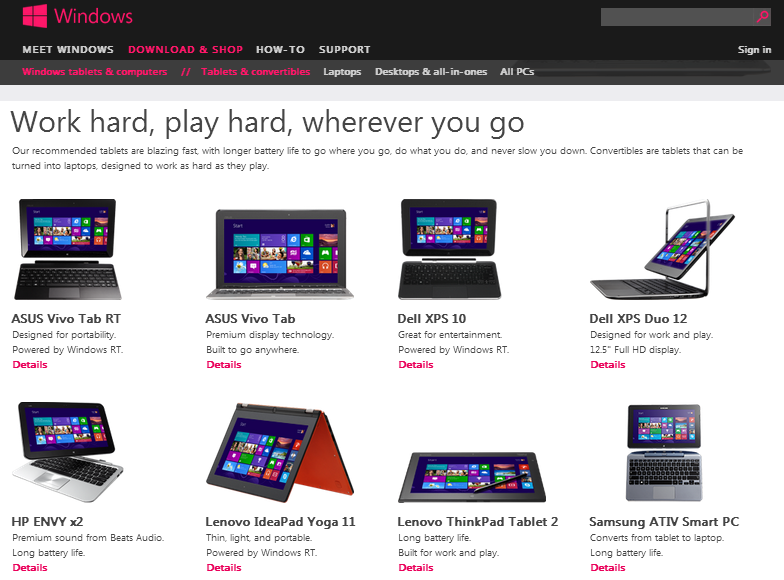 Windows
MEET WINDOWS DOWNLOAD & SHOP HOW-TO SUPPORT Sign in
Windows tablets & computers // Tablets & convertibles Laptops Desktops & all-in-ones All PCs
Work hard, play hard, wherever you go
Our recommended tablets are blazing fast, with longer battery life to go where you go, do what you do, and never slow you down. Convertibles are tablets that can be
turned into laptops, designed to work as hard as they play.
ASUS Vivo Tab RT
Designed for portability.
Powered by Windows RT.
Details
ASUS Vivo Tab
Premium display technology.
Built to go anywhere.
Details
Dell XPS 10
Great for entertainment.
Powered by Windows RT.
Details
Dell XPS Duo 12
Designed for work and play.
12.5" Full HD display.
Details
HP ENVY x2
Premium sound from Beats Audio.
Long battery life.
Details
Lenovo IdeaPad Yoga 11
Thin, light, and portable.
Powered by Windows RT.
Details
Lenovo ThinkPad Tablet 2
Long battery life.
Built for work and play.
Details
Samsung ATIV Smart PC
Converts from tablet to laptop.
Long battery life.
Details